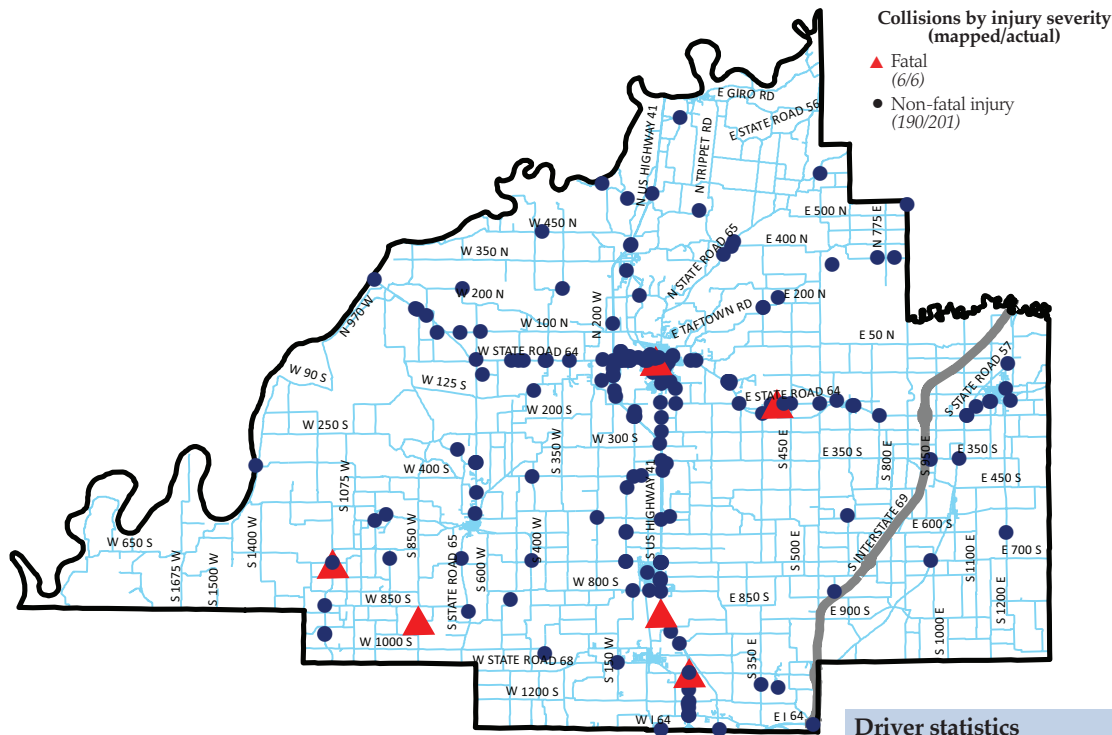 Collisions by injury severity
(mapped/actual)
Fatal
(6/6)
Non-fatal injury
(190/201)
E GIRO RD
E STATE ROAD 56
N US HIGHWAY 41
N TRIPPET RD
W 450 N
E 500 N
N 775 E
W 350 N
E 400 N
N STATE ROAD 65
N 970 W
W 200 N
E 200 N
N 200 W
W 100 N
E TAFTOWN RD
E 50 N
W STATE ROAD 64
S STATE ROAD 57
W 90 S
W 125 S
E STATE ROAD 64
W 200 S
W 250 S
S 350 W
W 300 S
S 450 E
E 350 S
S 800 E
S 950 E
E 350 S
W 400 S
S 1075 W
E 450 S
S US HIGHWAY 41
S INTERSTATE 69
E 600 S
W 650 S
S 1400 W
S 850 W
S 400 W
S 500 E
S 1100 E
E 700 S
S 1675 W
S 1500 W
S STATE ROAD 65
S 600 W
W 800 S
W 850 S
E 850 S
E 900 S
S 1000 E
S 1200 E
W 1000 S
W STATE ROAD 68
S 150 W
S 350 E
W 1200 S
W I 64
E I 64
Driver statistics